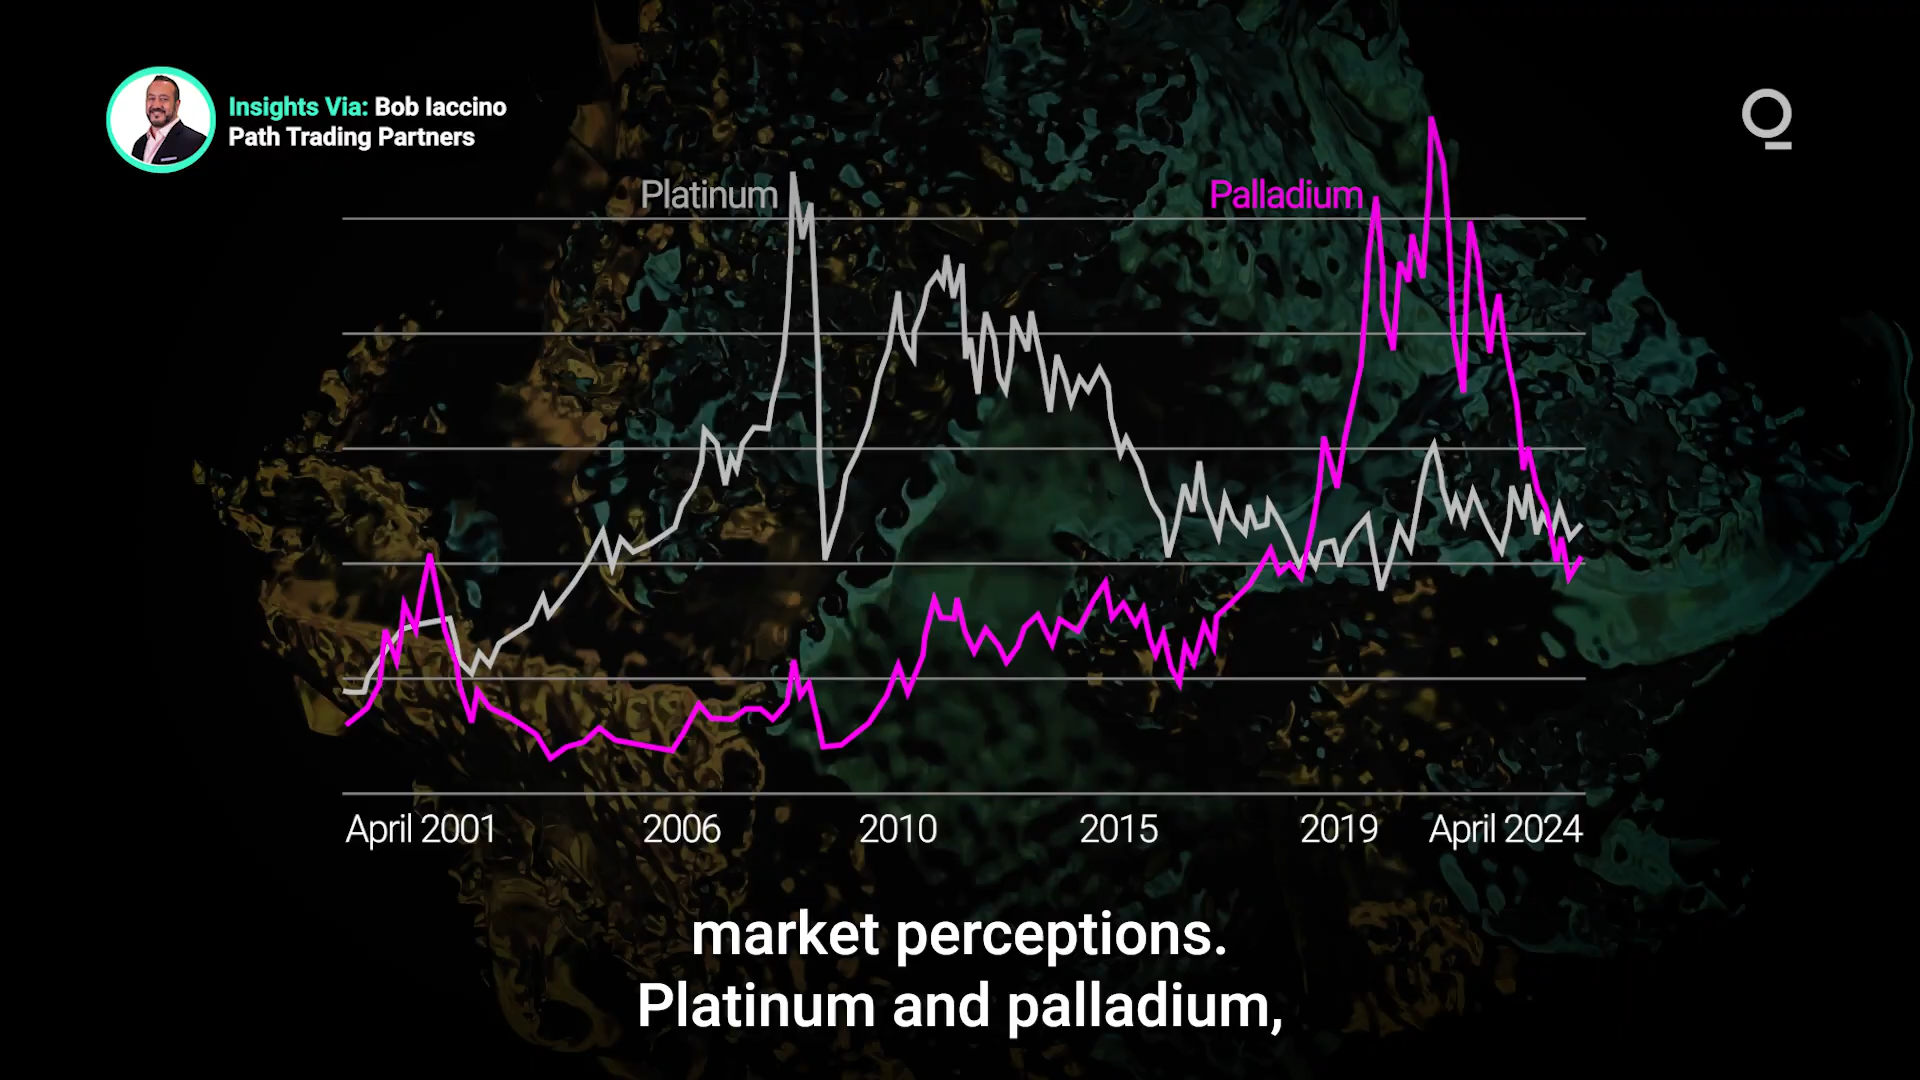 Insights Via: Bob Iaccino
Path Trading Partners
Platinum
Palladium
April 2001
2006
2010
2015
2019
April 2024
market perceptions.
Platinum and palladium,